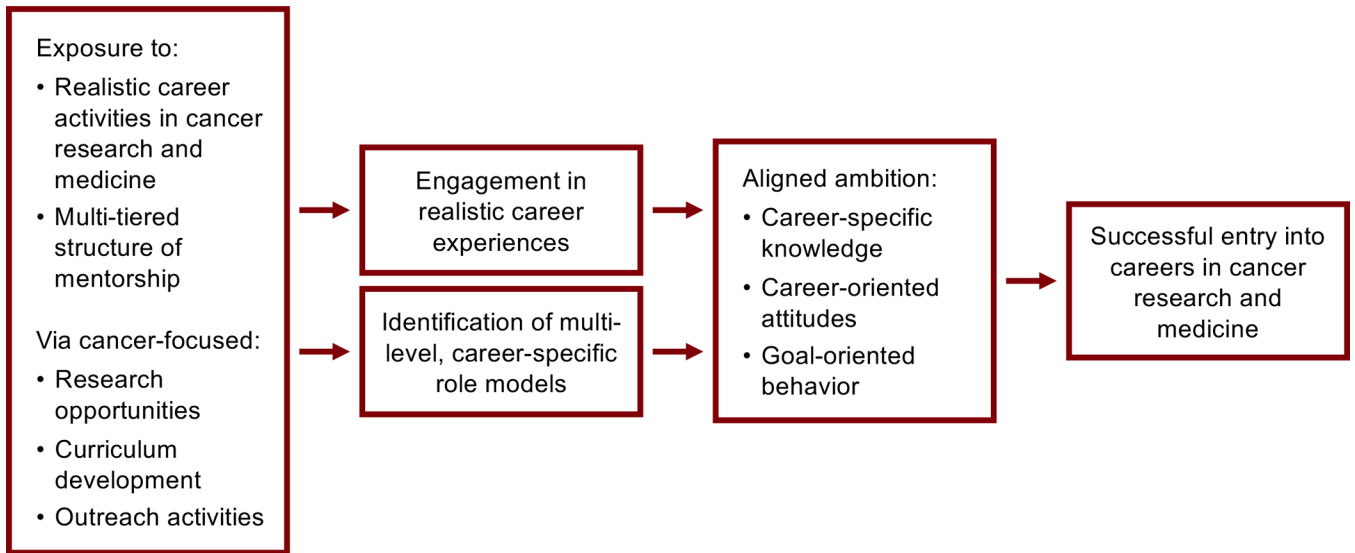 Exposure to:
• Realistic career
activities in cancer
research and
medicine
• Multi-tiered
structure of
mentorship
Via cancer-focused:
• Research
opportunities
• Curriculum
development
• Outreach activities
Engagement in
realistic career
experiences
Identification of multi-
level, career-specific
role models
Aligned ambition:
• Career-specific
knowledge
• Career-oriented
attitudes
• Goal-oriented
behavior
Successful entry into
careers in cancer
research and
medicine